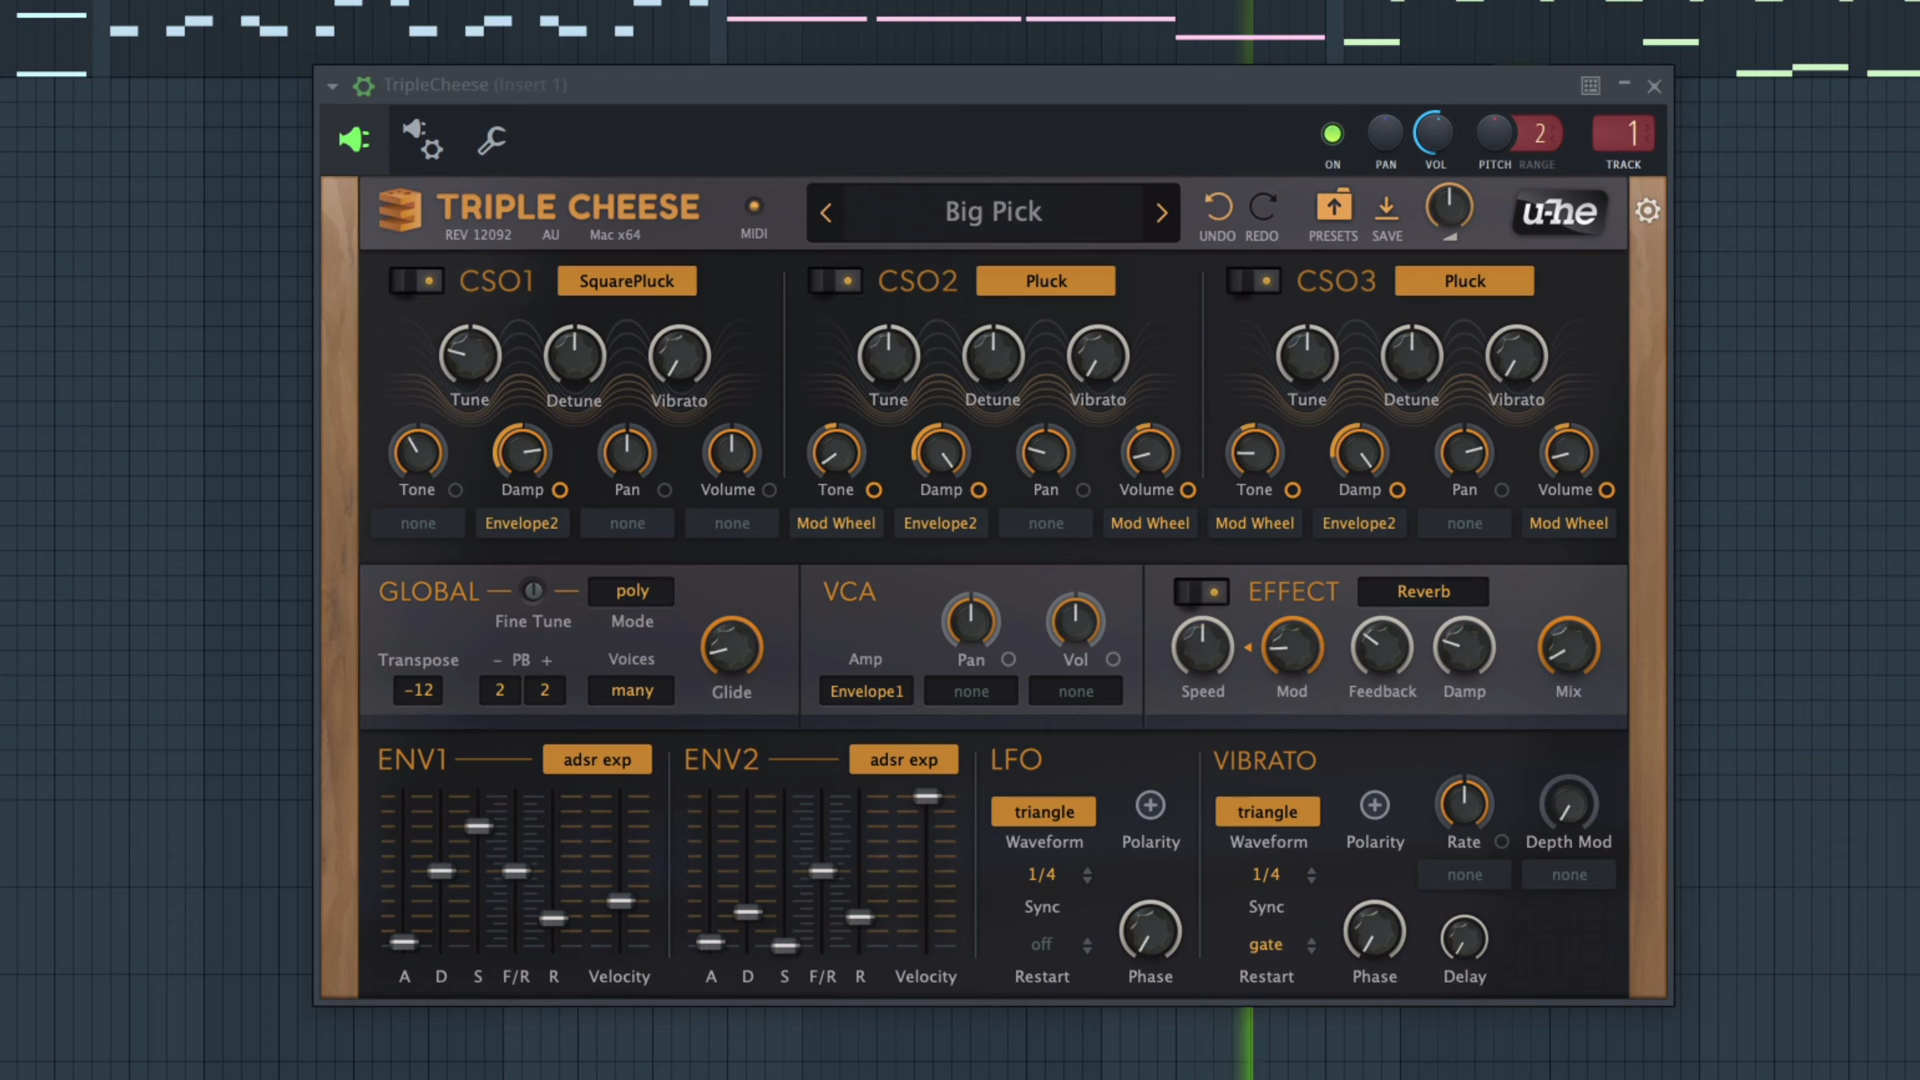 TripleCheese (Insert 1)
2
1
ON PAN VOL PITCH RANGE TRACK
TRIPLE CHEESE
REV 12092 AU Mac x64
MIDI
Big Pick
UNDO REDO PRESETS SAVE
u-he
CSO1 SquarePluck CSO2 Pluck CSO3 Pluck
Tune Detune Vibrato Tune Detune Vibrato Tune Detune Vibrato
Tone Damp Pan Volume Tone Damp Pan Volume Tone Damp Pan Volume
none Envelope2 none none Mod Wheel Envelope2 none Mod Wheel Mod Wheel Envelope2 none Mod Wheel
GLOBAL poly VCA EFFECT Reverb
Fine Tune Mode
Transpose - PB + Voices Amp Pan Vol
-12 2 2 many Glide Envelope1 none none Speed Mod Feedback Damp Mix
ENV1 adsr exp ENV2 adsr exp LFO VIBRATO
triangle triangle
Waveform Polarity Waveform Polarity Rate Depth Mod
1/4 1/4 none none
Sync Sync
off gate
A D S F/R R Velocity A D S F/R R Velocity Restart Phase Restart Phase Delay